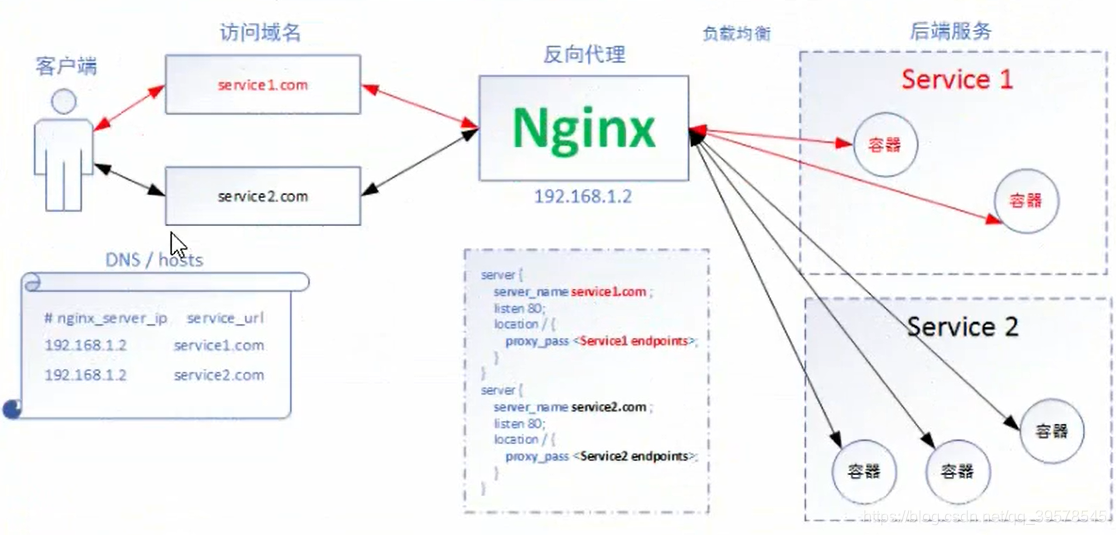 访问域名
负载均衡
后端服务
客户端
反向代理
service1.com
Service 1
Nginx
容器
service2.com
192.168.1.2
容器
DNS / hosts
# nginx_server_ip service_url
192.168.1.2 service1.com
192.168.1.2 service2.com
server {
server_name service1.com ;
listen 80;
location / {
proxy_pass <Service1 endpoints>;
}
}
server {
server_name service2.com ;
listen 80;
location / {
proxy_pass <Service2 endpoints>;
}
}
Service 2
容器
容器
容器
https://blog.csdn.net/qq_39578545